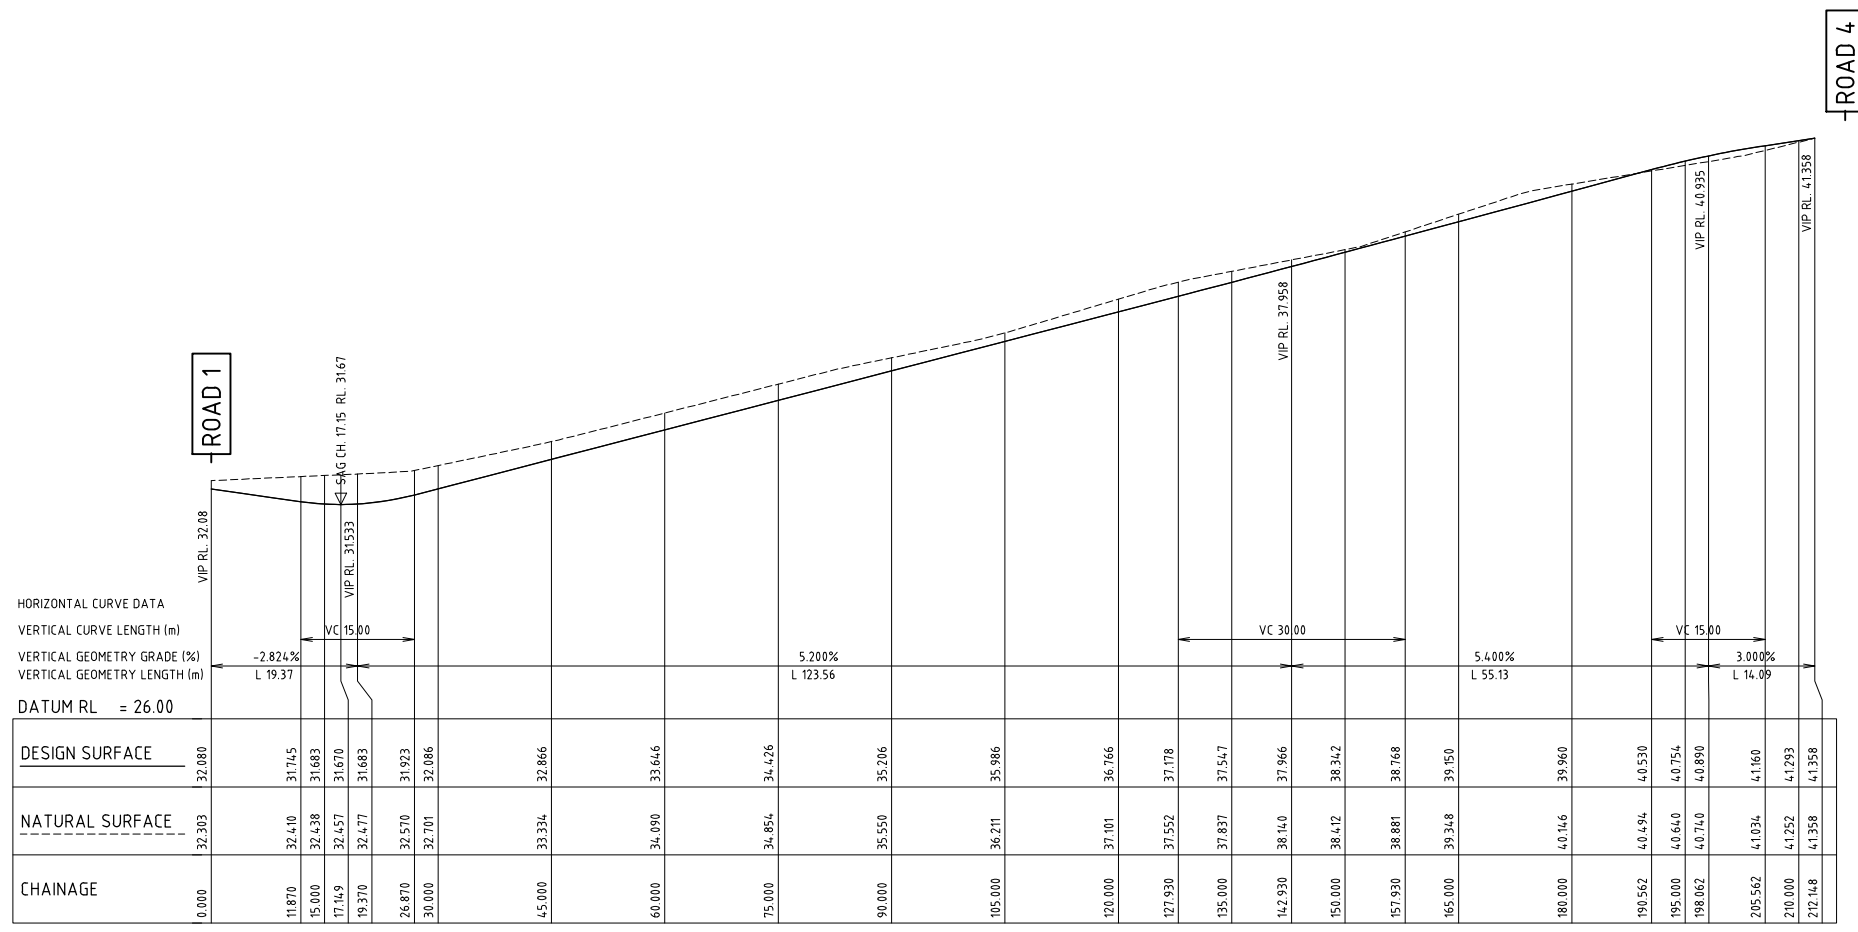 ROAD 4
ROAD 1
SAG CH. 17.15 RL. 31.67
VIP RL. 32.08
VIP RL. 31.533
VIP RL. 37.958
VIP RL. 40.935
VIP RL. 41.358
HORIZONTAL CURVE DATA
VERTICAL CURVE LENGTH (m) VC 15.00 VC 30.00 VC 15.00
VERTICAL GEOMETRY GRADE (%) -2.824% 5.200% 5.400% 3.000%
VERTICAL GEOMETRY LENGTH (m) L 19.37 L 123.56 L 55.13 L 14.09
DATUM RL = 26.00
DESIGN SURFACE 32.080 31.745 31.683 31.670 31.683 31.923 32.086 32.866 33.646 34.426 35.206 35.986 36.766 37.178 37.547 37.966 38.342 38.768 39.150 39.960 40.530 40.754 40.890 41.160 41.293 41.358
NATURAL SURFACE 32.303 32.410 32.438 32.457 32.477 32.570 32.701 33.334 34.090 34.854 35.550 36.211 37.101 37.552 37.837 38.140 38.412 38.881 39.348 40.146 40.494 40.640 40.740 41.034 41.252 41.358
CHAINAGE 0.000 11.870 15.000 17.149 19.370 26.870 30.000 45.000 60.000 75.000 90.000 105.000 120.000 127.930 135.000 142.930 150.000 157.930 165.000 180.000 190.562 195.000 198.062 205.562 210.000 212.148